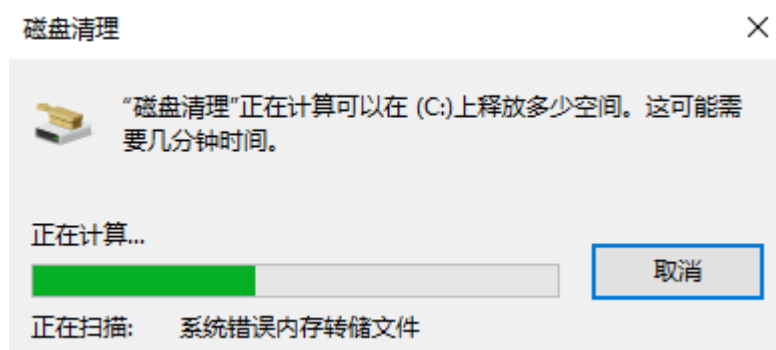 磁盘清理
“磁盘清理”正在计算可以在 (C:)上释放多少空间。这可能需
要几分钟时间。
正在计算...
取消
正在扫描: 系统错误内存转储文件